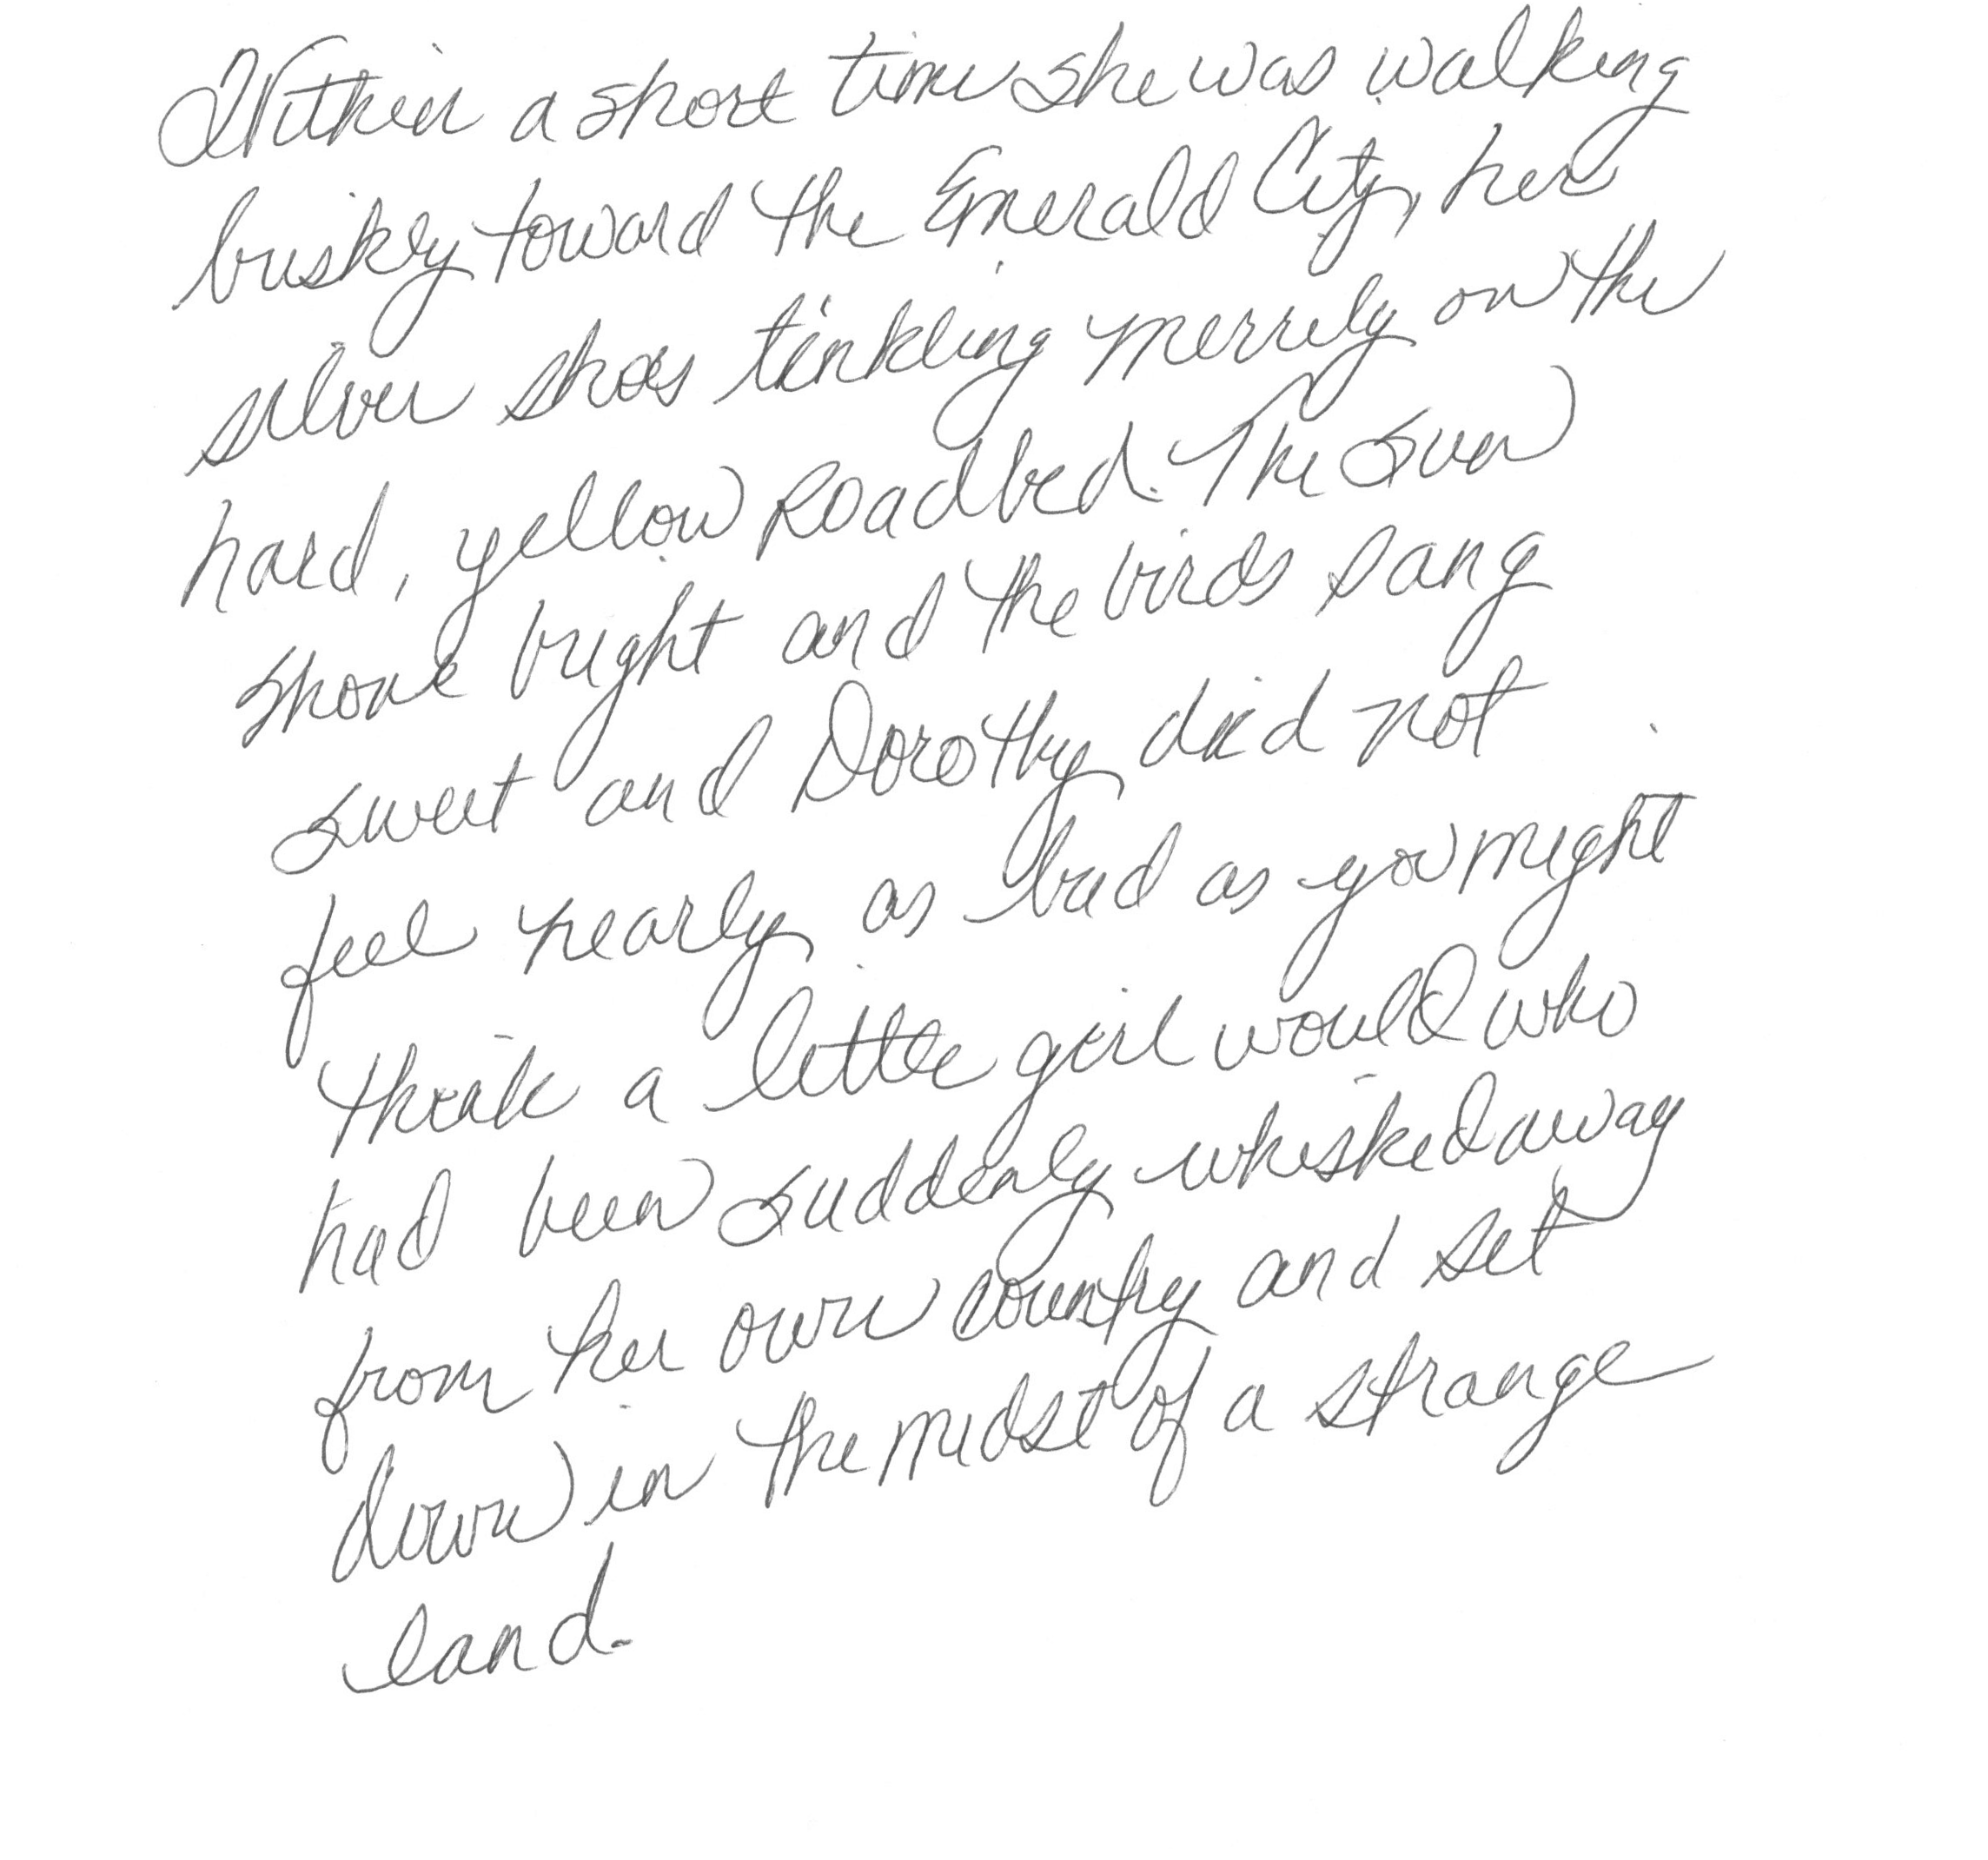 Within a short time she was walking
briskly toward the Emerald City, her
silver shoes tinkling merrily on the
hard, yellow Roadbed. The sun
shone bright and the birds sang
sweet and Dorothy did not
feel nearly as bad as you might
think a little girl would who
had been suddenly whisked away
from her own country and set
down in the midst of a strange
land.